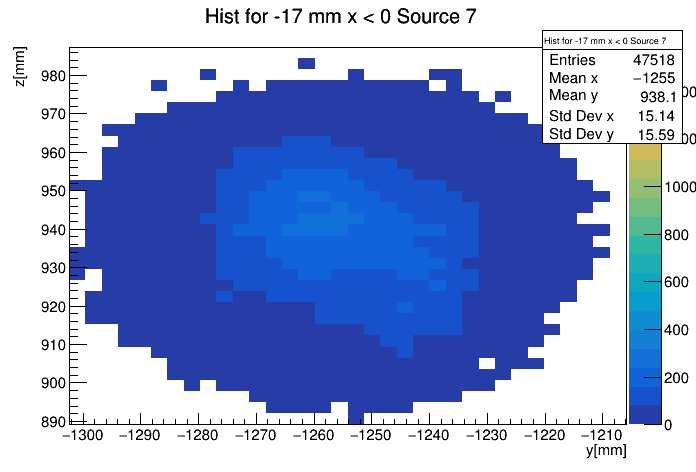 Hist for -17 mm x < 0 Source 7
Hist for -17 mm x < 0 Source 7
Entries 47518
Mean x −1255
Mean y 938.1
Std Dev x 15.14
Std Dev y 15.59
z[mm]
980
970
960
950
940
930
920
910
900
890
−1300 −1290 −1280 −1270 −1260 −1250 −1240 −1230 −1220 −1210
y[mm]
1000
800
600
400
200
0